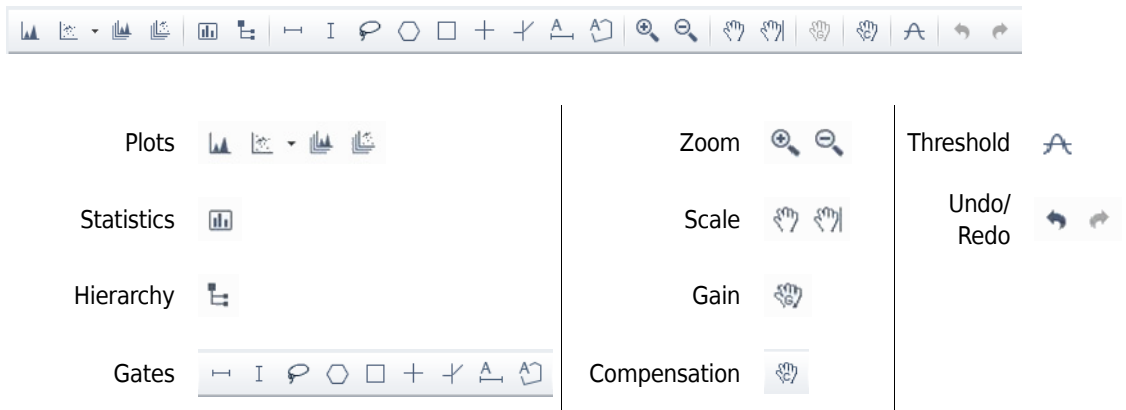 Plots
Statistics
Hierarchy
Gates
Zoom
Scale
Gain
Compensation
Threshold
Undo/
Redo